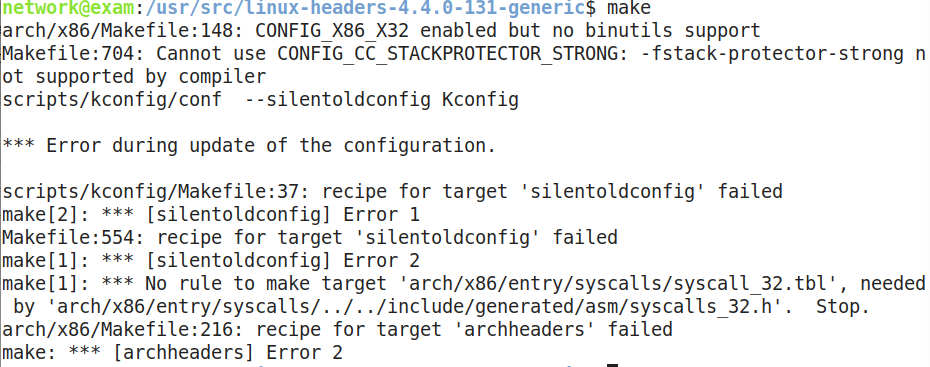 network@exam:/usr/src/linux-headers-4.4.0-131-generic$ make
arch/x86/Makefile:148: CONFIG_X86_X32 enabled but no binutils support
Makefile:704: Cannot use CONFIG_CC_STACKPROTECTOR_STRONG: -fstack-protector-strong n
ot supported by compiler
scripts/kconfig/conf  --silentoldconfig Kconfig
*** Error during update of the configuration.
scripts/kconfig/Makefile:37: recipe for target 'silentoldconfig' failed
make[2]: *** [silentoldconfig] Error 1
Makefile:554: recipe for target 'silentoldconfig' failed
make[1]: *** [silentoldconfig] Error 2
make[1]: *** No rule to make target 'arch/x86/entry/syscalls/syscall_32.tbl', needed
 by 'arch/x86/entry/syscalls/../../include/generated/asm/syscalls_32.h'.  Stop.
arch/x86/Makefile:216: recipe for target 'archheaders' failed
make: *** [archheaders] Error 2